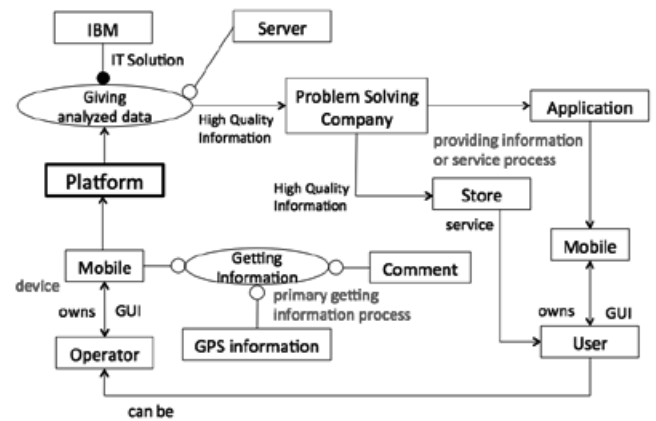 IBM
Server
IT Solution
Giving
analyzed data
High Quality
Information
Problem Solving
Company
Application
providing information
or service process
Platform
High Quality
Information
Store
service
Mobile
Getting
Information
Comment
Mobile
device
primary getting
information process
owns GUI
owns GUI
Operator
GPS information
User
can be